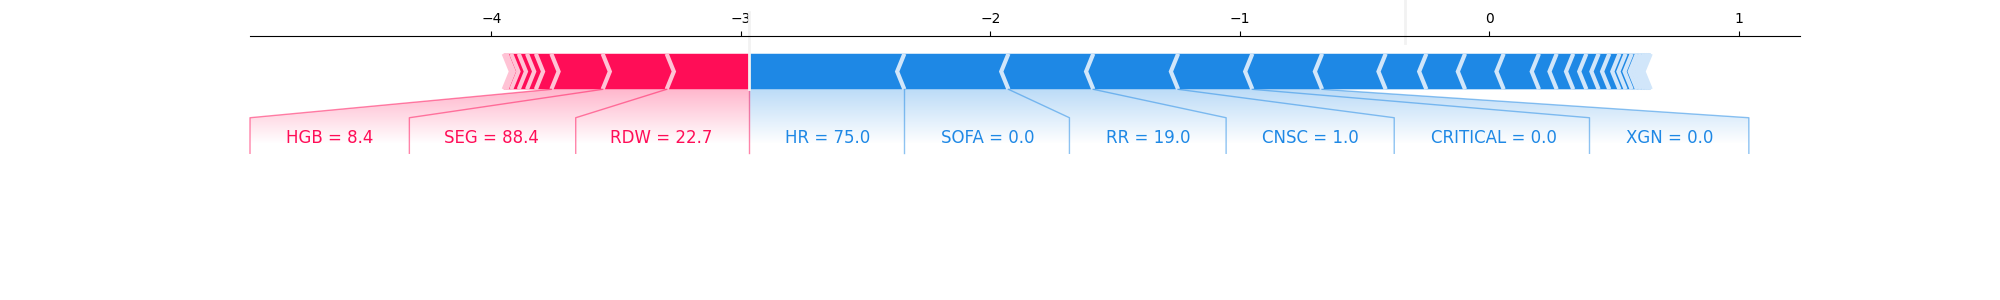 −4 −3 −2 −1 0 1
HGB = 8.4 SEG = 88.4 RDW = 22.7 HR = 75.0 SOFA = 0.0 RR = 19.0 CNSC = 1.0 CRITICAL = 0.0 XGN = 0.0